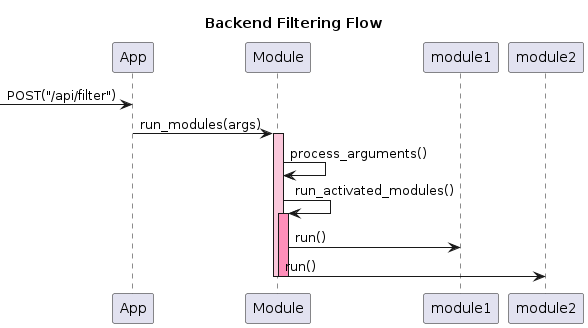 Backend Filtering Flow
App Module module1 module2
POST("/api/filter")
run_modules(args)
process_arguments()
run_activated_modules()
run()
run()
App Module module1 module2